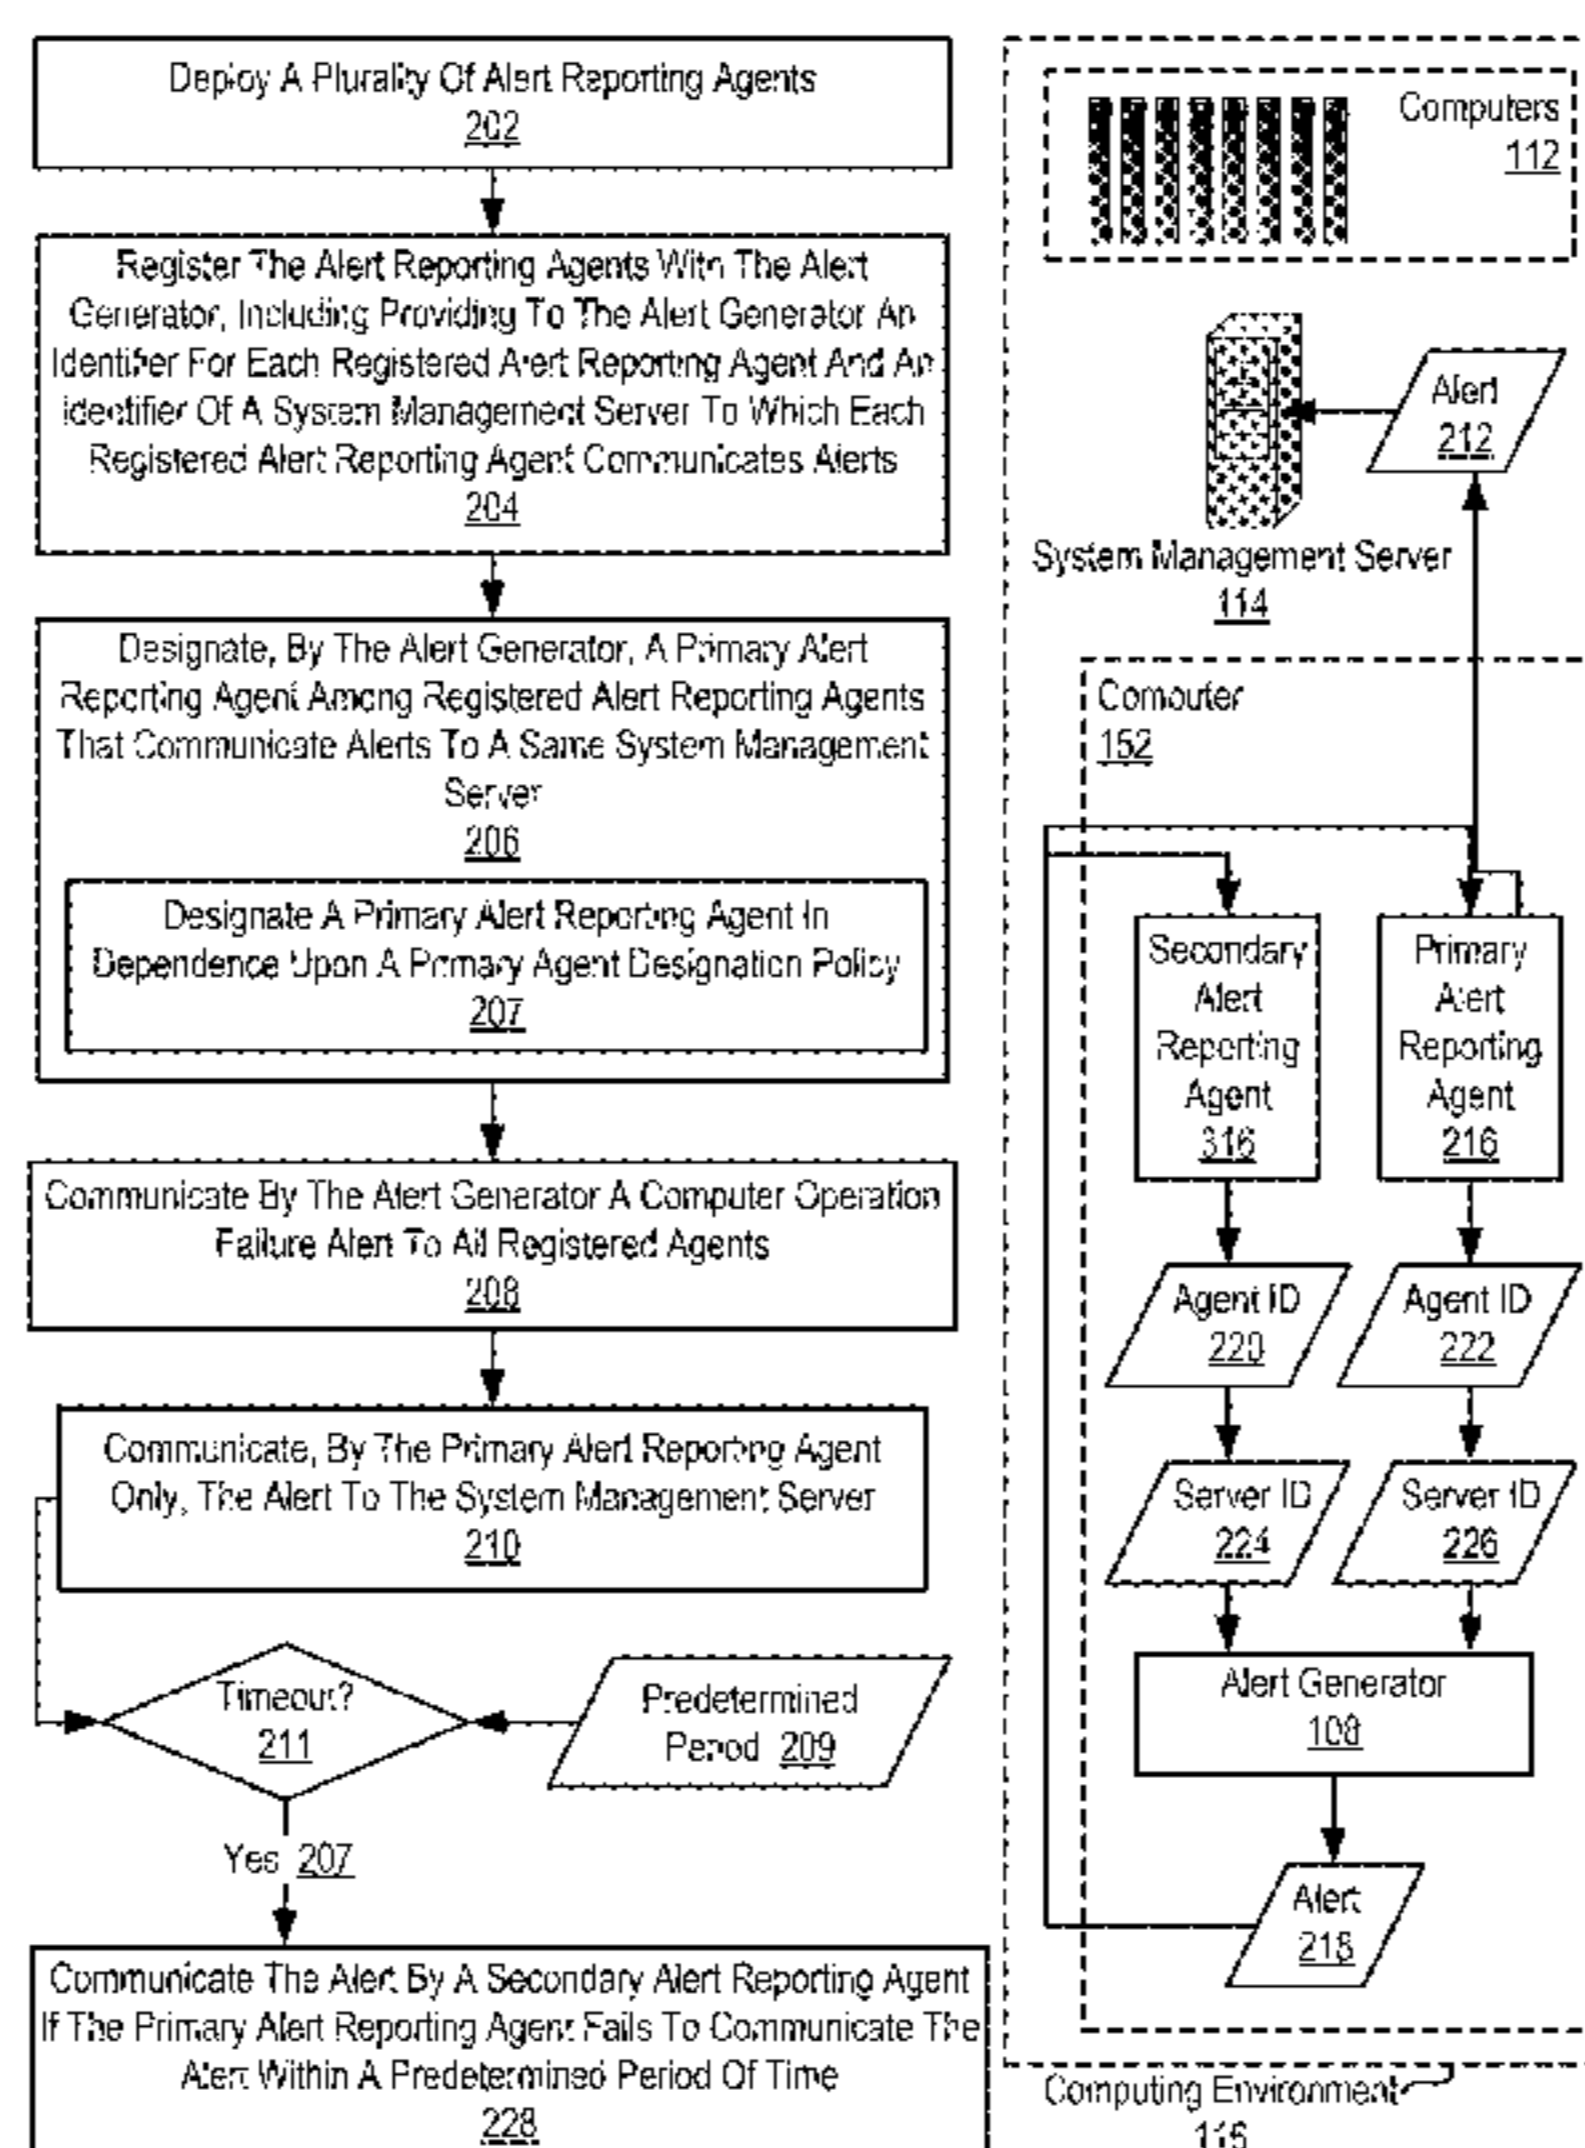 Deploy A Plurality Of Alert Reporting Agents
202
Register The Alert Reporting Agents With The Alert
Generator, Including Providing To The Alert Generator An
Identifier For Each Registered Alert Reporting Agent And An
Identifier Of A System Management Server To Which Each
Registered Alert Reporting Agent Communicates Alerts
204
Designate, By The Alert Generator, A Primary Alert
Reporting Agent Among Registered Alert Reporting Agents
That Communicate Alerts To A Same System Management
Server
206
Designate A Primary Alert Reporting Agent In
Dependence Upon A Primary Agent Designation Policy
207
Communicate By The Alert Generator A Computer Operation
Failure Alert To All Registered Agents
208
Communicate, By The Primary Alert Reporting Agent
Only, The Alert To The System Management Server
210
Timeout?
211
Predetermined
Period 209
Yes 207
Communicate The Alert By A Secondary Alert Reporting Agent
If The Primary Alert Reporting Agent Fails To Communicate The
Alert Within A Predetermined Period Of Time
228
Computers
112
Alert
212
System Management Server
114
Computer
152
Secondary
Alert
Reporting
Agent
316
Primary
Alert
Reporting
Agent
216
Agent ID
220
Agent ID
222
Server ID
224
Server ID
226
Alert Generator
108
Alert
218
Computing Environment